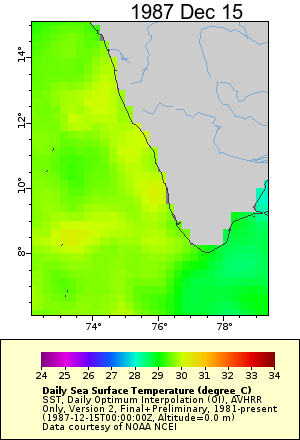 1987 Dec 15
14°
12°
10°
8°
74° 76° 78°
24 25 26 27 28 29 30 31 32 33 34
Daily Sea Surface Temperature (degree_C)
SST, Daily Optimum Interpolation (OI), AVHRR
Only, Version 2, Final+Preliminary, 1981-present
(1987-12-15T00:00:00Z, Altitude=0.0 m)
Data courtesy of NOAA NCEI